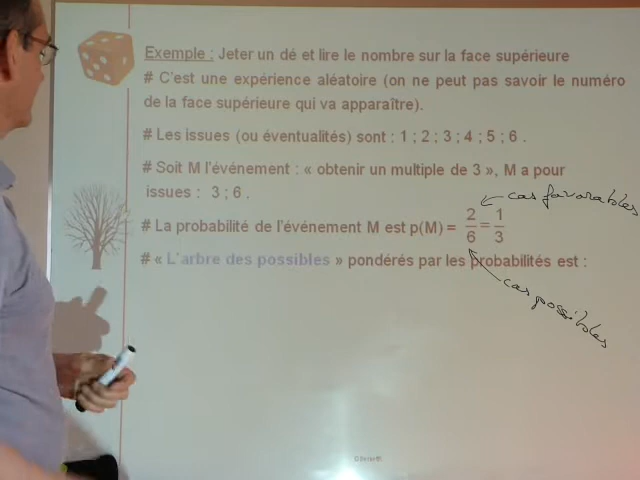 Exemple : Jeter un dé et lire le nombre sur la face supérieure
# C'est une expérience aléatoire (on ne peut pas savoir le numéro
de la face supérieure qui va apparaître).
# Les issues (ou éventualités) sont : 1 ; 2 ; 3 ; 4 ; 5 ; 6 .
# Soit M l'événement : « obtenir un multiple de 3 », M a pour
issues : 3 ; 6 .
cas favorables
# La probabilité de l'événement M est p(M) = 2/6 = 1/3
# « L'arbre des possibles » pondérés par les probabilités est :
cas possibles